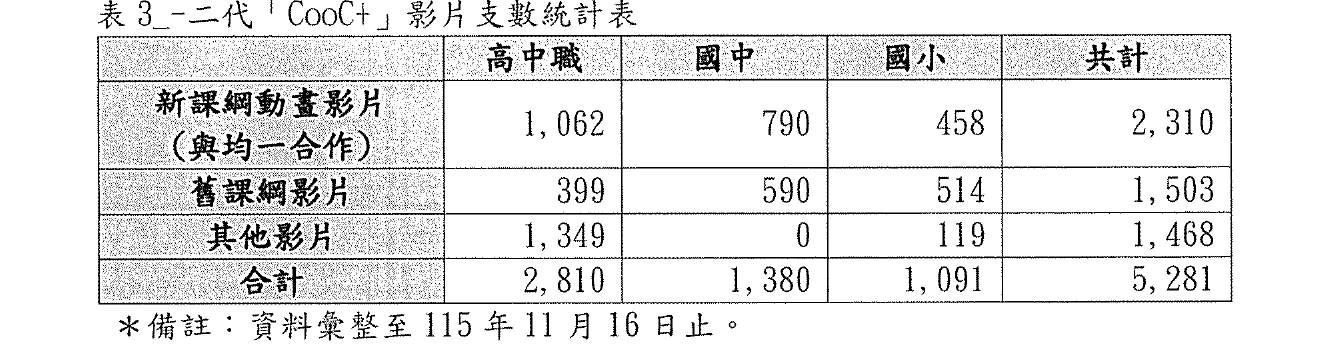 表 3_-二代「CooC+」影片支數統計表
高中職 國中 國小 共計
新課綱動畫影片
(與均一合作) 1,062 790 458 2,310
舊課綱影片 399 590 514 1,503
其他影片 1,349 0 119 1,468
合計 2,810 1,380 1,091 5,281
＊備註：資料彙整至 115 年 11 月 16 日止。